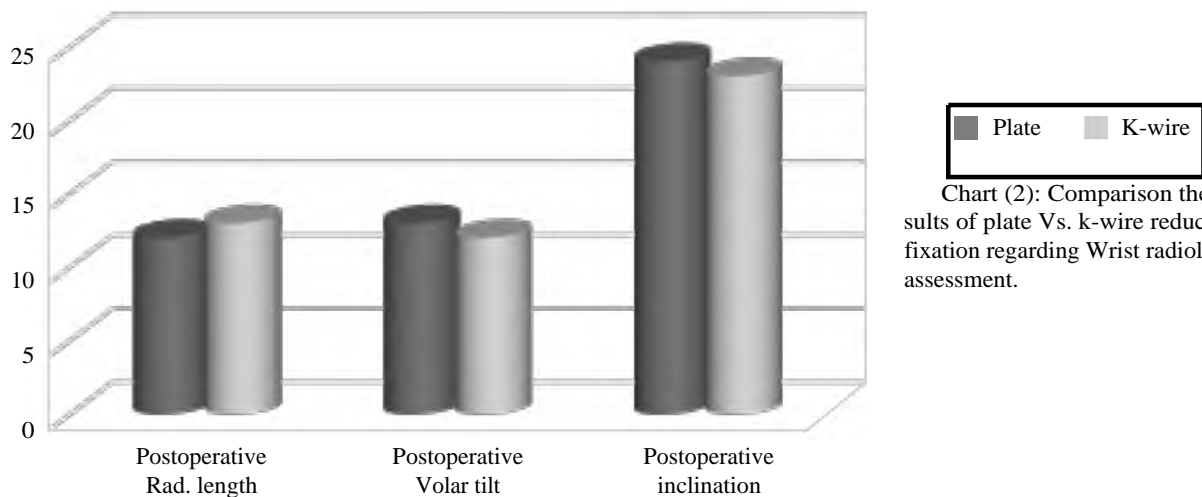 25
20
15
10
5
0
Postoperative
Rad. length
Postoperative
Volar tilt
Postoperative
inclination
Plate K-wire
Chart (2): Comparison the
sults of plate Vs. k-wire reduc
fixation regarding Wrist radiol
assessment.